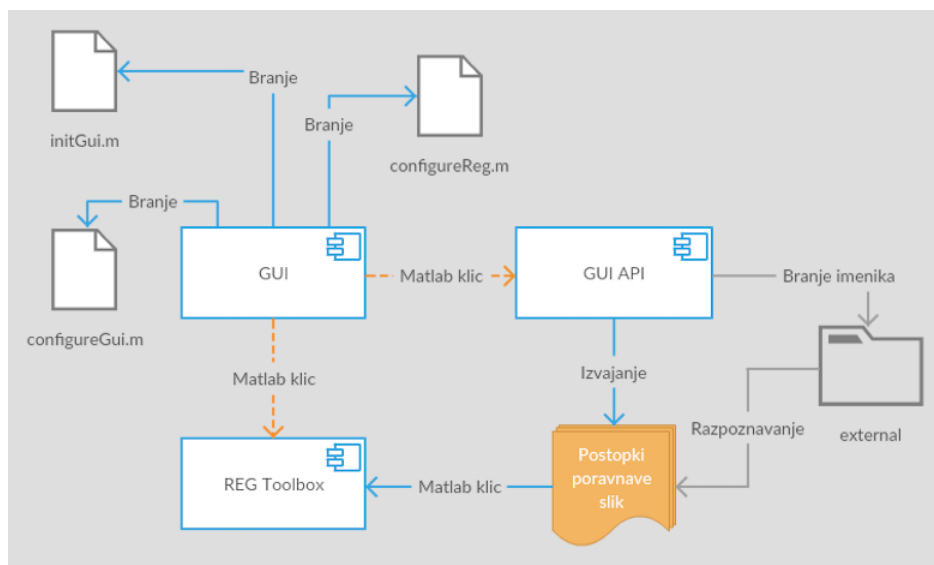 Branje
initGui.m
Branje
configureReg.m
Branje
configureGui.m
GUI
Matlab klic
GUI API
Branje imenika
Matlab klic
Izvajanje
Razpoznavanje
external
REG Toolbox
Matlab klic
Postopki
poravnave
slik